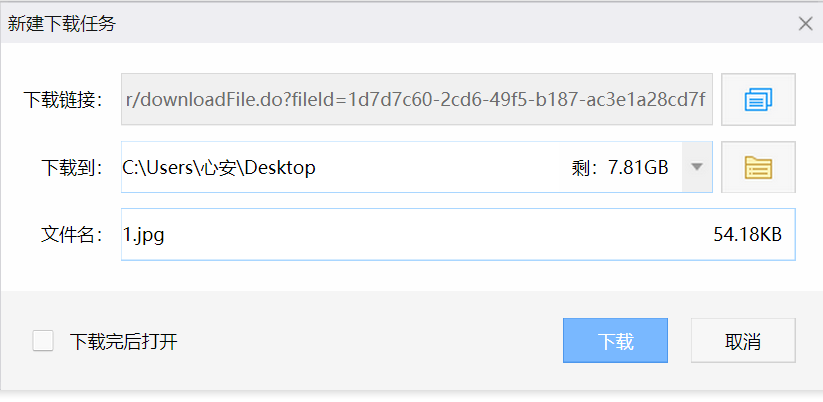 新建下载任务
下载链接： r/downloadFile.do?fileId=1d7d7c60-2cd6-49f5-b187-ac3e1a28cd7f
下载到： C:\Users\心安\Desktop 剩：7.81GB
文件名： 1.jpg 54.18KB
下载完后打开 下载 取消